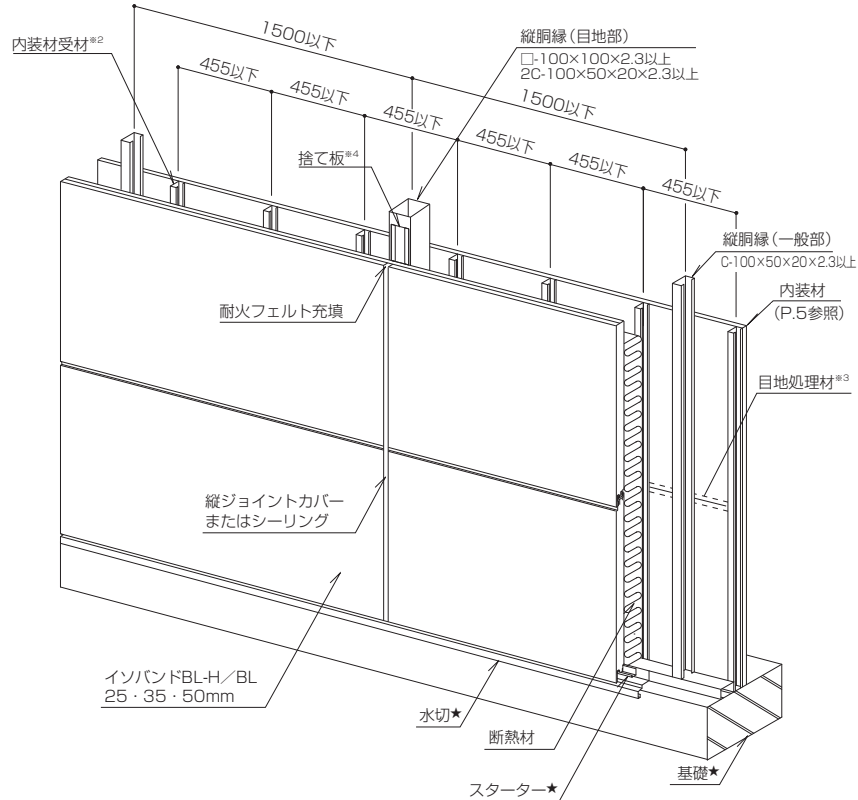 1500以下
内装材受材※2
縦胴縁（目地部）
□-100×100×2.3以上
2C-100×50×20×2.3以上
455以下
455以下
1500以下
455以下
455以下
捨て板※4
455以下
455以下
縦胴縁（一般部）
C-100×50×20×2.3以上
内装材
（P.5参照）
耐火フェルト充填
目地処理材※3
縦ジョイントカバー
またはシーリング
イソバンドBL-H／BL
25・35・50mm
水切★
断熱材
スターター★
基礎★